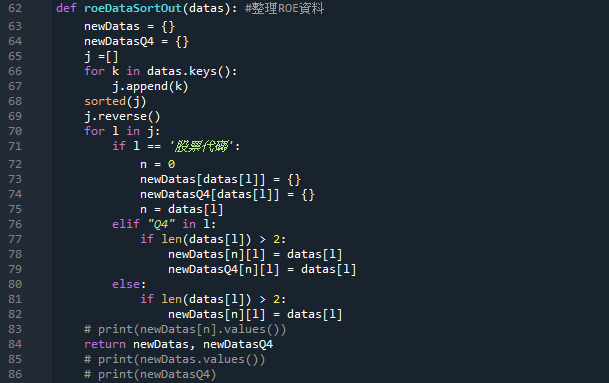 62 def roeDataSortOut(datas): #整理ROE資料
63     newDatas = {}
64     newDatasQ4 = {}
65     j =[]
66     for k in datas.keys():
67         j.append(k)
68     sorted(j)
69     j.reverse()
70     for l in j:
71         if l == '股票代碼':
72             n = 0
73             newDatas[datas[l]] = {}
74             newDatasQ4[datas[l]] = {}
75             n = datas[l]
76         elif "Q4" in l:
77             if len(datas[l]) > 2:
78                 newDatas[n][l] = datas[l]
79                 newDatasQ4[n][l] = datas[l]
80         else:
81             if len(datas[l]) > 2:
82                 newDatas[n][l] = datas[l]
83     # print(newDatas[n].values())
84     return newDatas, newDatasQ4
85     # print(newDatas.values())
86     # print(newDatasQ4)